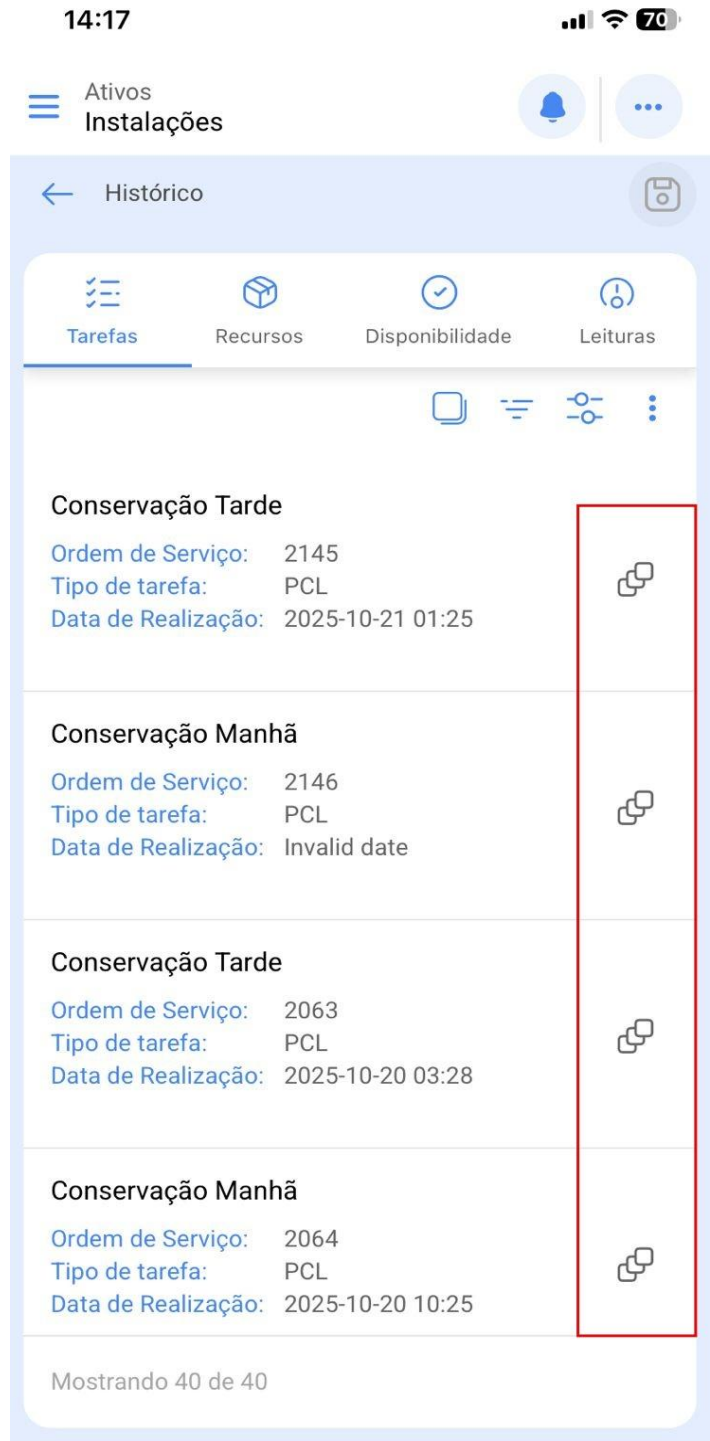 14:17
70
Ativos
Instalações
Histórico
Tarefas Recursos Disponibilidade Leituras
Conservação Tarde
Ordem de Serviço: 2145
Tipo de tarefa: PCL
Data de Realização: 2025-10-21 01:25
Conservação Manhã
Ordem de Serviço: 2146
Tipo de tarefa: PCL
Data de Realização: Invalid date
Conservação Tarde
Ordem de Serviço: 2063
Tipo de tarefa: PCL
Data de Realização: 2025-10-20 03:28
Conservação Manhã
Ordem de Serviço: 2064
Tipo de tarefa: PCL
Data de Realização: 2025-10-20 10:25
Mostrando 40 de 40